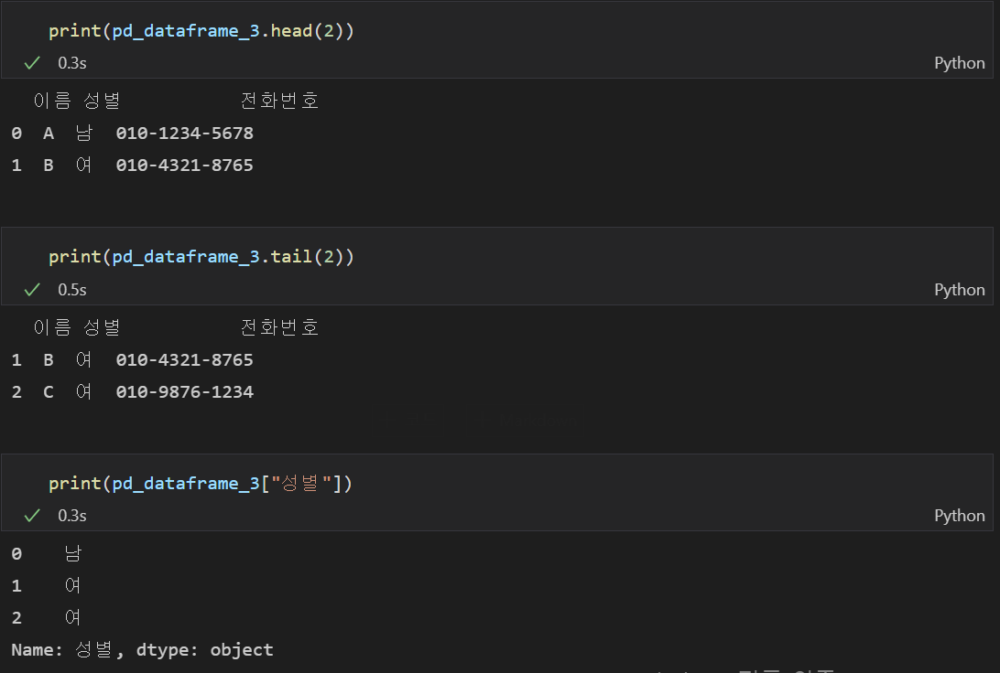 print(pd_dataframe_3.head(2))
0.3s
Python
이름 성별 전화번호
0 A 남 010-1234-5678
1 B 여 010-4321-8765
print(pd_dataframe_3.tail(2))
0.5s
Python
이름 성별 전화번호
1 B 여 010-4321-8765
2 C 여 010-9876-1234
print(pd_dataframe_3["성별"])
0.3s
Python
0 남
1 여
2 여
Name: 성별, dtype: object